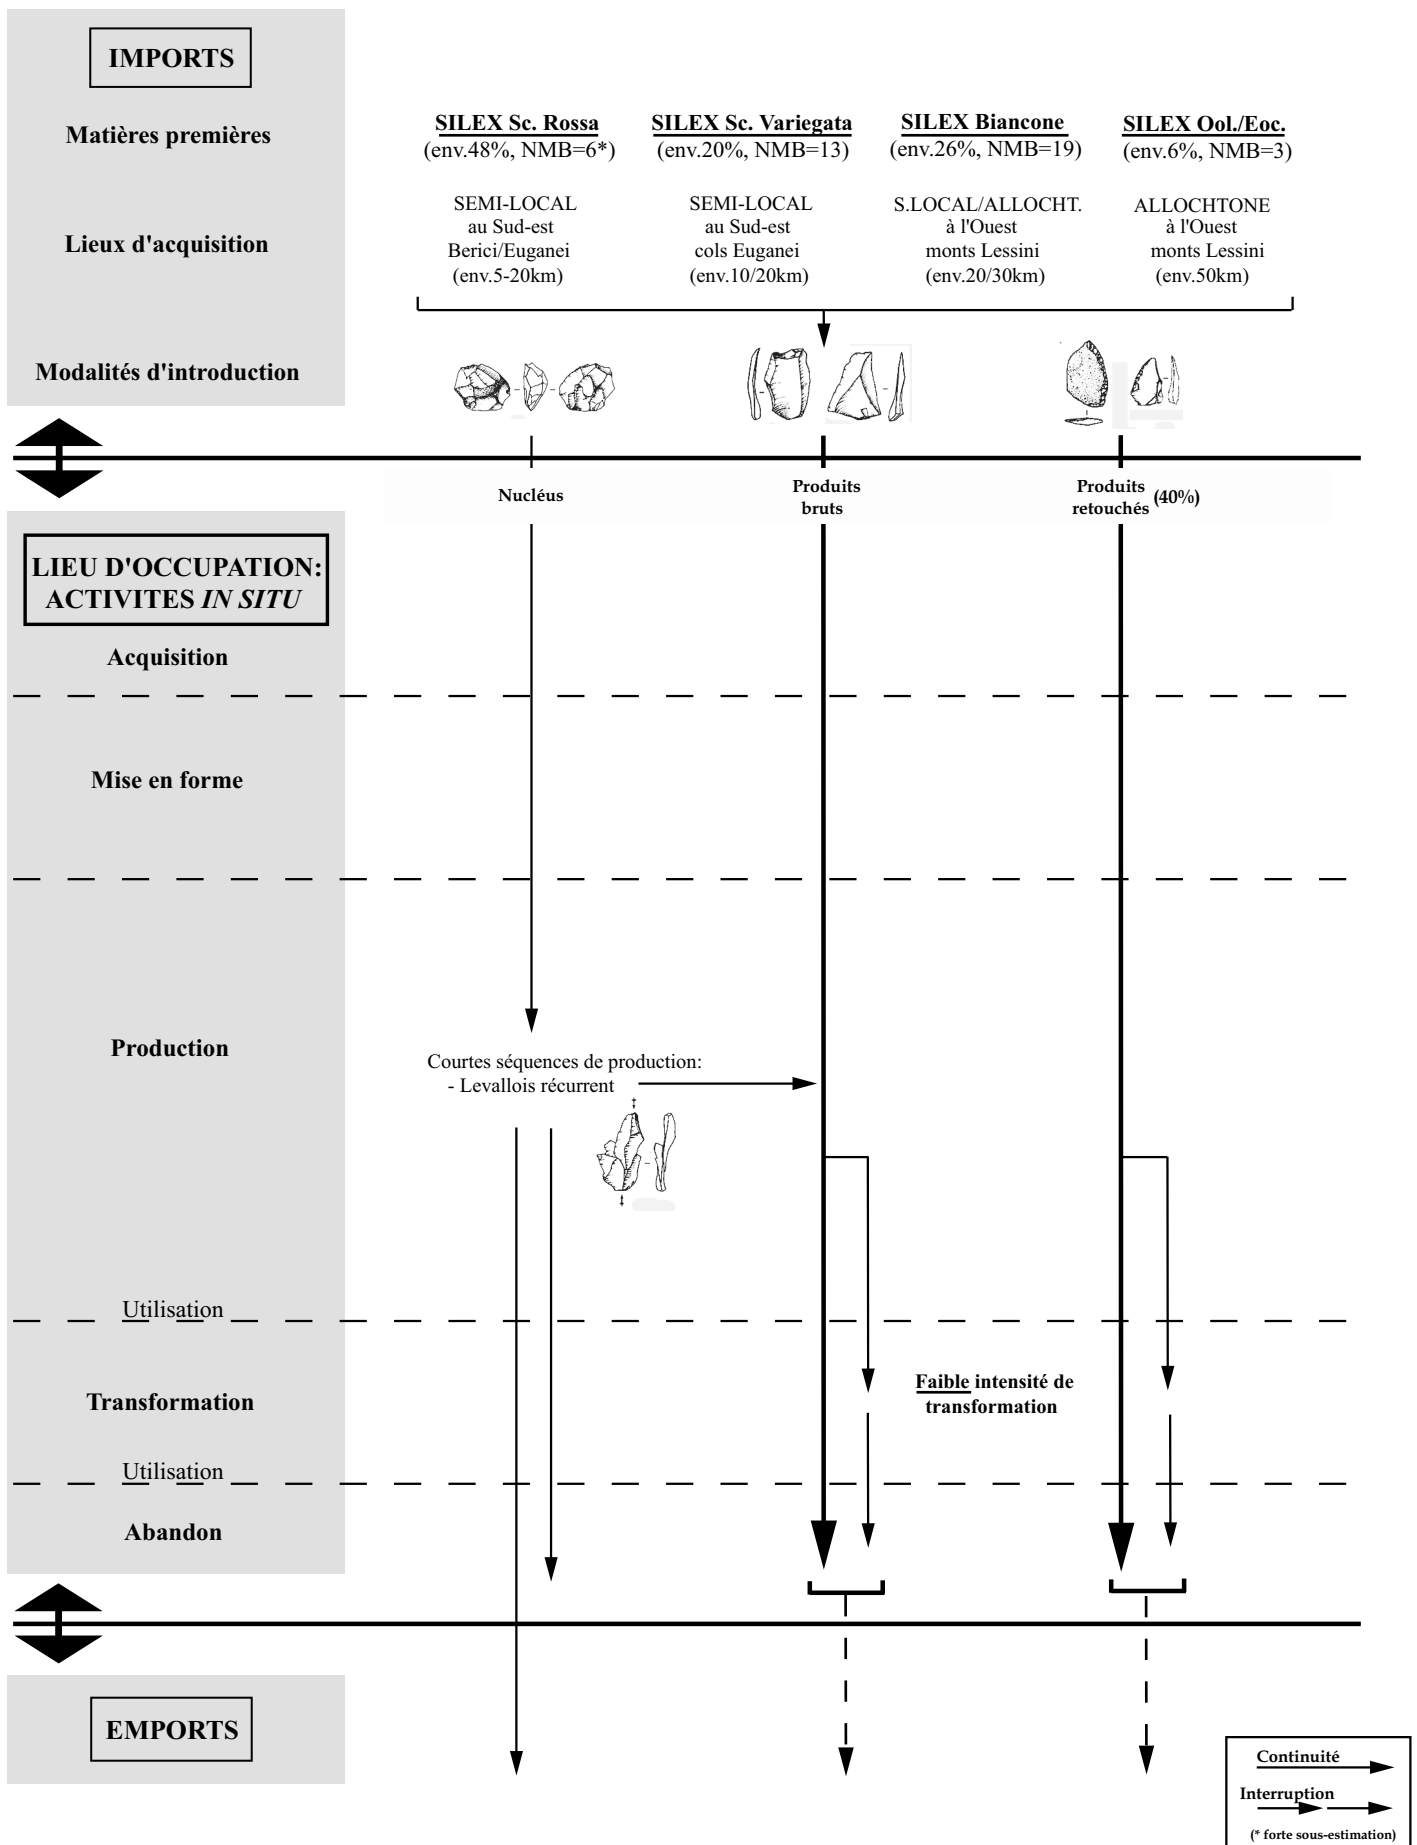 IMPORTS
Matières premières
SILEX Sc. Rossa
(env.48%, NMB=6*)
SILEX Sc. Variegata
(env.20%, NMB=13)
SILEX Biancone
(env.26%, NMB=19)
SILEX Ool./Eoc.
(env.6%, NMB=3)
Lieux d'acquisition
SEMI-LOCAL
au Sud-est
Berici/Euganei
(env.5-20km)
SEMI-LOCAL
au Sud-est
cols Euganei
(env.10/20km)
S.LOCAL/ALLOCHT.
à l'Ouest
monts Lessini
(env.20/30km)
ALLOCHTONE
à l'Ouest
monts Lessini
(env.50km)
Modalités d'introduction
Nucléus
Produits
bruts
Produits
retouchés (40%)
LIEU D'OCCUPATION:
ACTIVITES IN SITU
Acquisition
Mise en forme
Production
Courtes séquences de production:
- Levallois récurrent
Utilisation
Transformation
Faible intensité de
transformation
Utilisation
Abandon
EMPORTS
Continuité
Interruption
(* forte sous-estimation)